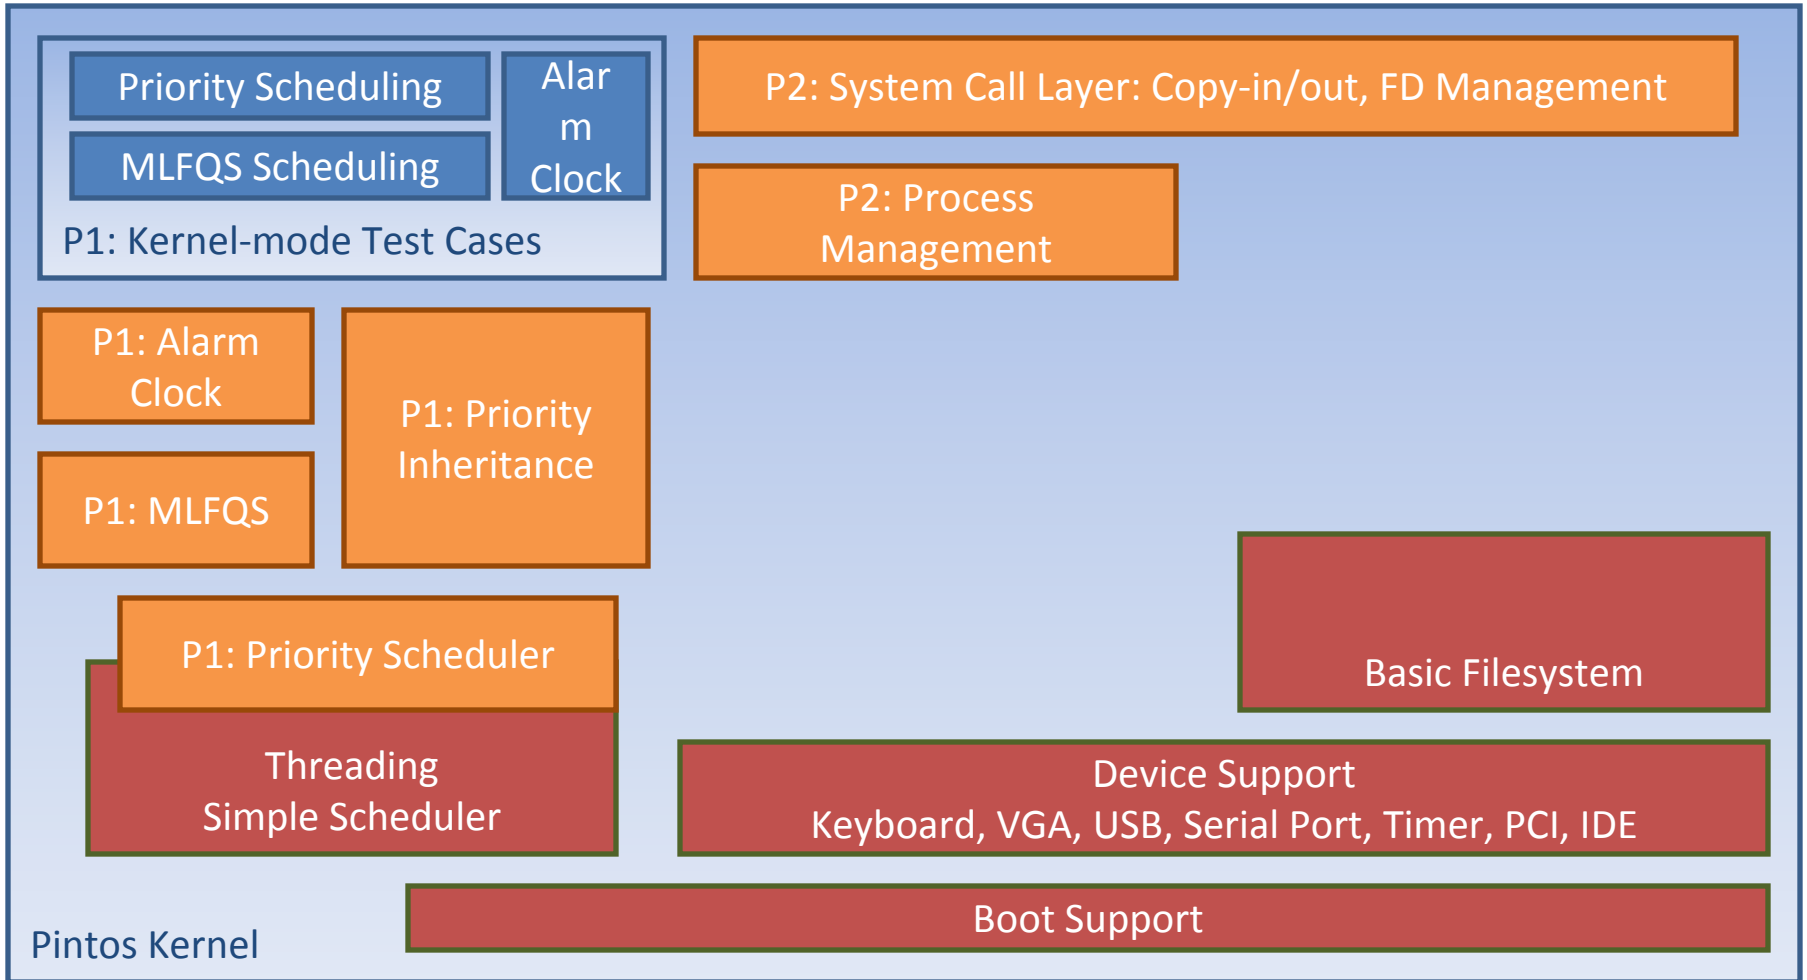 Priority Scheduling
MLFQS Scheduling
Alar
m
Clock
P1: Kernel-mode Test Cases
P2: System Call Layer: Copy-in/out, FD Management
P2: Process
Management
P1: Alarm
Clock
P1: Priority
Inheritance
P1: MLFQS
P1: Priority Scheduler
Threading
Simple Scheduler
Basic Filesystem
Device Support
Keyboard, VGA, USB, Serial Port, Timer, PCI, IDE
Boot Support
Pintos Kernel